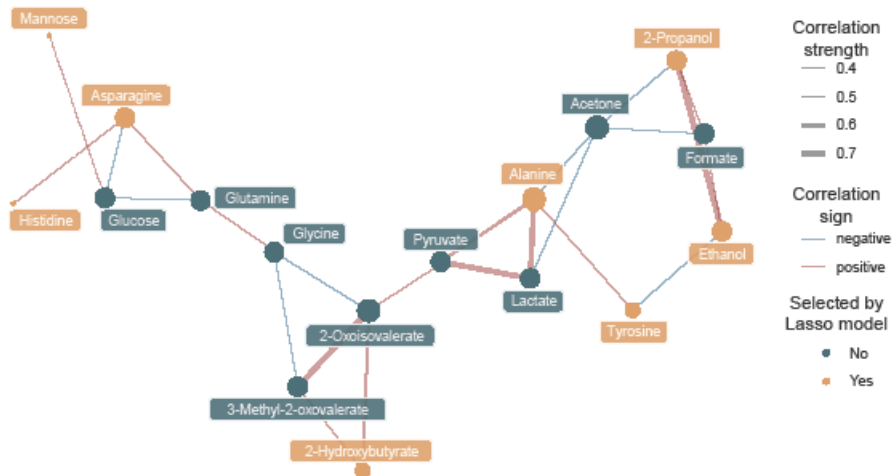 Mannose
2-Propanol
Correlation
strength
0.4
0.5
0.6
0.7
Asparagine
Acetone
Formate
Alanine
Glutamine
Histidine
Glucose
Glycine
Pyruvate
Ethanol
Correlation
sign
negative
positive
Lactate
2-Oxoisovalerate
Tyrosine
Selected by
Lasso model
No
Yes
3-Methyl-2-oxovalerate
2-Hydroxybutyrate